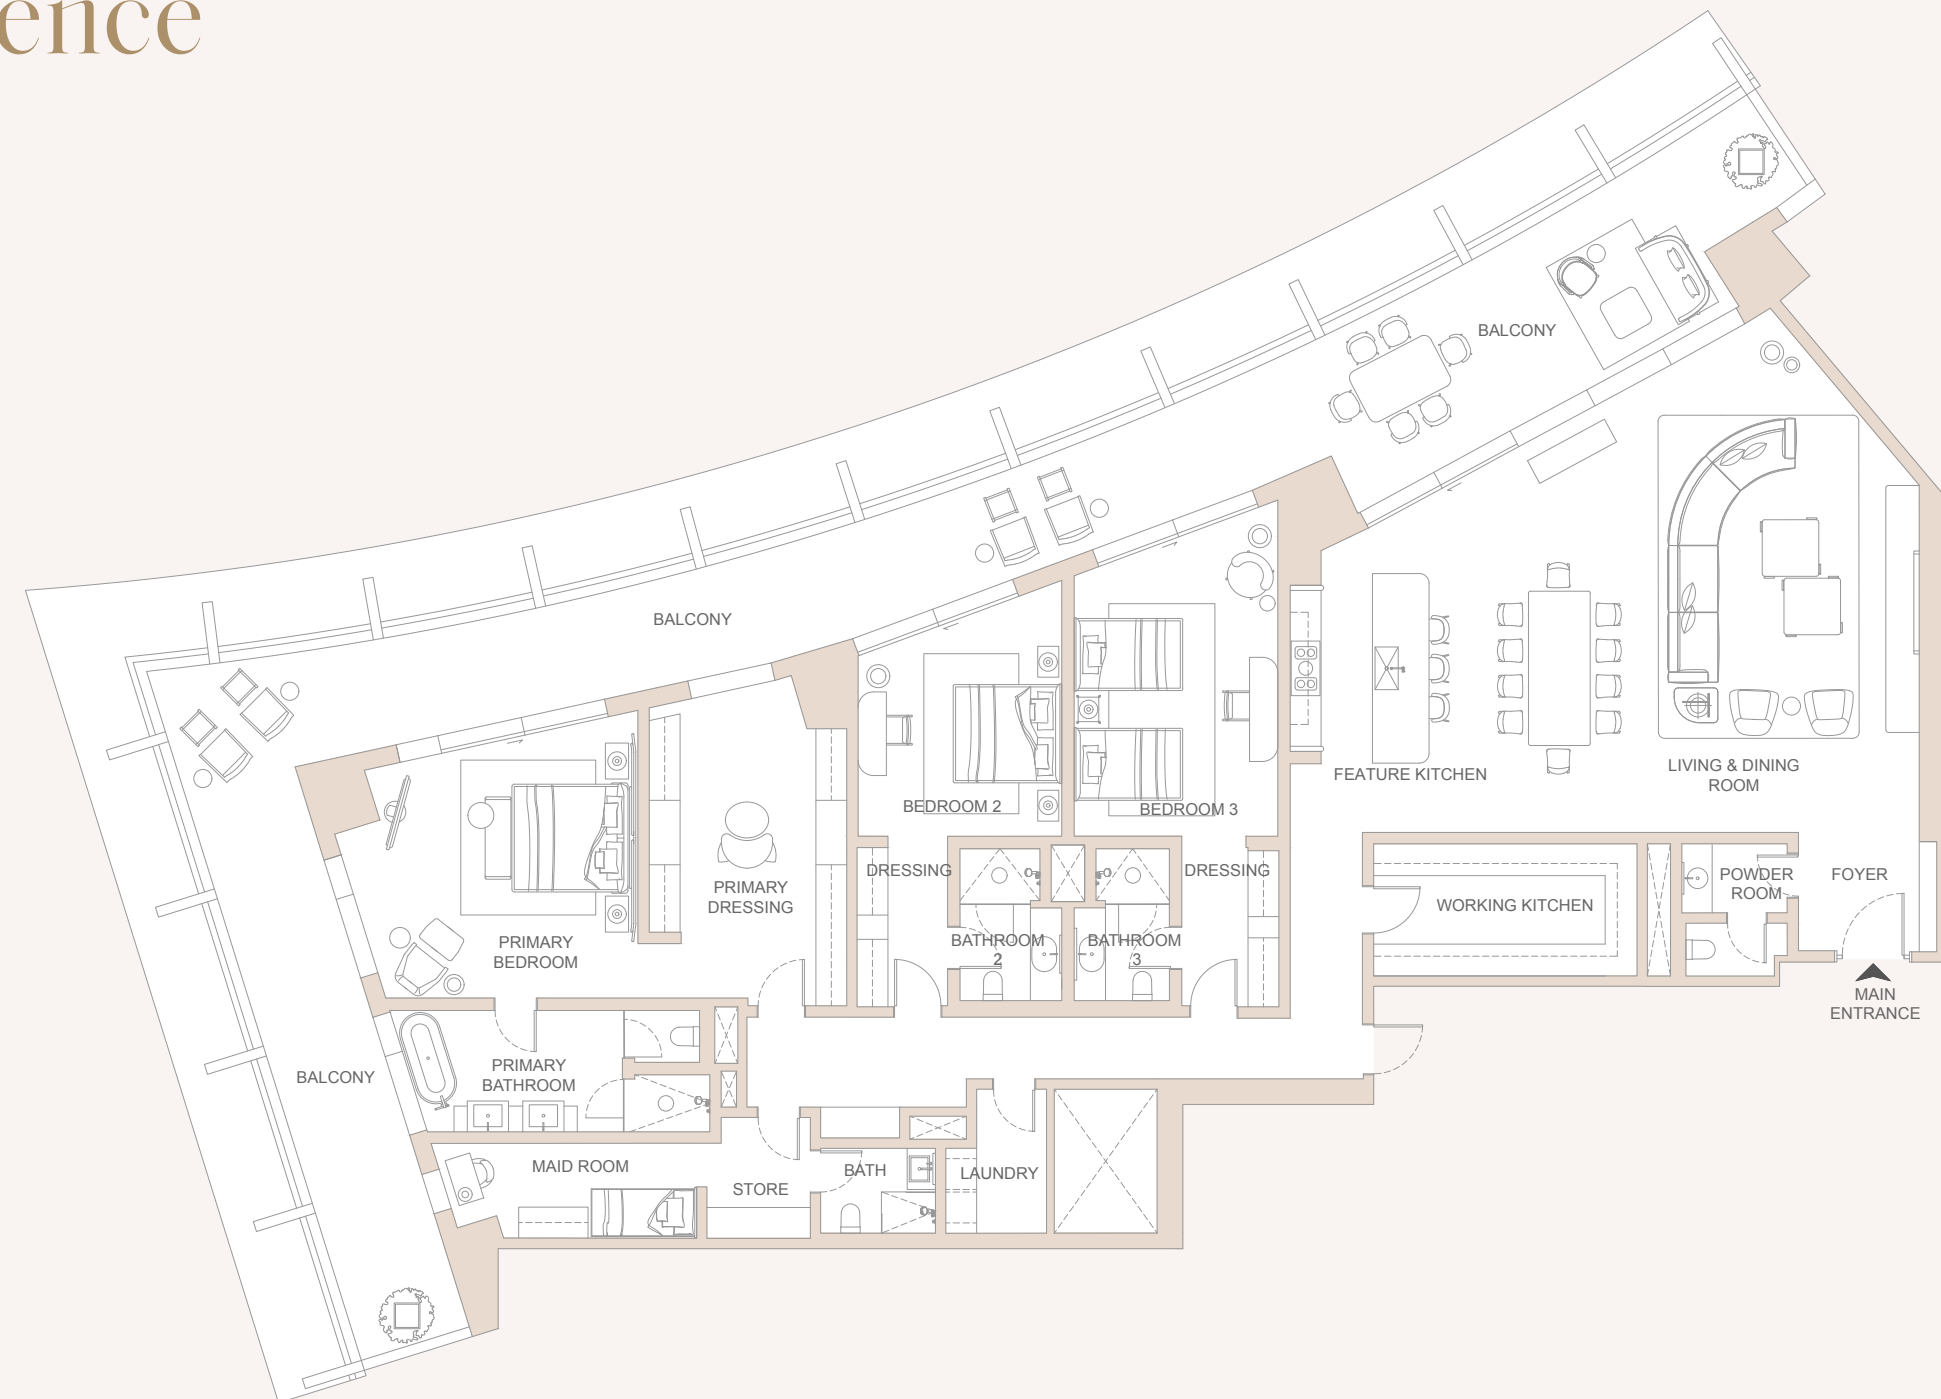 ence
BALCONY
BALCONY
FEATURE KITCHEN
LIVING & DINING
ROOM
BEDROOM 2
BEDROOM 3
DRESSING
DRESSING
PRIMARY
DRESSING
POWDER
ROOM
FOYER
WORKING KITCHEN
PRIMARY
BEDROOM
BATHROOM
2
BATHROOM
3
MAIN
ENTRANCE
BALCONY
PRIMARY
BATHROOM
MAID ROOM
STORE
BATH
LAUNDRY